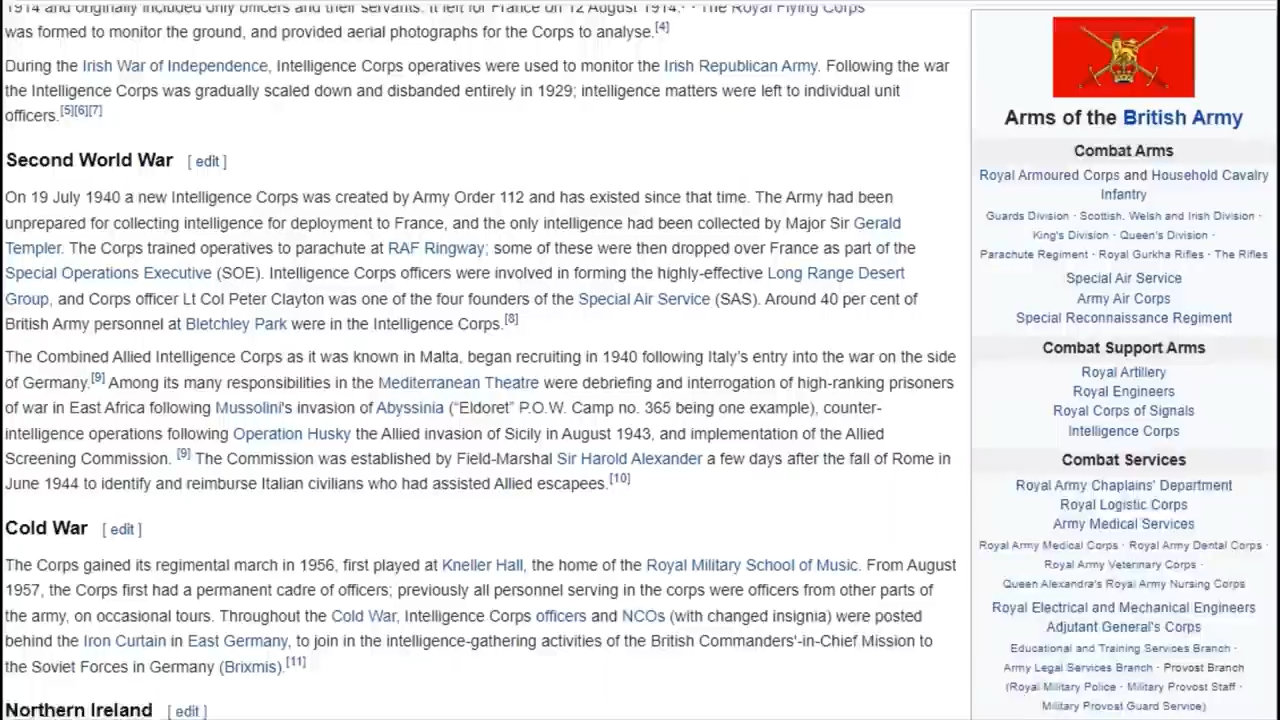 1914 and originally included only officers and their servants. It left for France on 12 August 1914. The Royal Flying Corps
was formed to monitor the ground, and provided aerial photographs for the Corps to analyse.[4]
During the Irish War of Independence, Intelligence Corps operatives were used to monitor the Irish Republican Army. Following the war
the Intelligence Corps was gradually scaled down and disbanded entirely in 1929; intelligence matters were left to individual unit
officers.[5][6][7]
Second World War [ edit ]
On 19 July 1940 a new Intelligence Corps was created by Army Order 112 and has existed since that time. The Army had been
unprepared for collecting intelligence for deployment to France, and the only intelligence had been collected by Major Sir Gerald
Templer. The Corps trained operatives to parachute at RAF Ringway; some of these were then dropped over France as part of the
Special Operations Executive (SOE). Intelligence Corps officers were involved in forming the highly-effective Long Range Desert
Group, and Corps officer Lt Col Peter Clayton was one of the four founders of the Special Air Service (SAS). Around 40 per cent of
British Army personnel at Bletchley Park were in the Intelligence Corps.[8]
The Combined Allied Intelligence Corps as it was known in Malta, began recruiting in 1940 following Italy's entry into the war on the side
of Germany.[9] Among its many responsibilities in the Mediterranean Theatre were debriefing and interrogation of high-ranking prisoners
of war in East Africa following Mussolini's invasion of Abyssinia (“Eldoret” P.O.W. Camp no. 365 being one example), counter-
intelligence operations following Operation Husky the Allied invasion of Sicily in August 1943, and implementation of the Allied
Screening Commission. [9] The Commission was established by Field-Marshal Sir Harold Alexander a few days after the fall of Rome in
June 1944 to identify and reimburse Italian civilians who had assisted Allied escapees.[10]
Cold War [ edit ]
The Corps gained its regimental march in 1956, first played at Kneller Hall, the home of the Royal Military School of Music. From August
1957, the Corps first had a permanent cadre of officers; previously all personnel serving in the corps were officers from other parts of
the army, on occasional tours. Throughout the Cold War, Intelligence Corps officers and NCOs (with changed insignia) were posted
behind the Iron Curtain in East Germany, to join in the intelligence-gathering activities of the British Commanders'-in-Chief Mission to
the Soviet Forces in Germany (Brixmis).[11]
Northern Ireland [ edit ]
Arms of the British Army
Combat Arms
Royal Armoured Corps and Household Cavalry
Infantry
Guards Division · Scottish, Welsh and Irish Division ·
King's Division · Queen's Division ·
Parachute Regiment · Royal Gurkha Rifles · The Rifles
Special Air Service
Army Air Corps
Special Reconnaissance Regiment
Combat Support Arms
Royal Artillery
Royal Engineers
Royal Corps of Signals
Intelligence Corps
Combat Services
Royal Army Chaplains' Department
Royal Logistic Corps
Army Medical Services
Royal Army Medical Corps · Royal Army Dental Corps ·
Royal Army Veterinary Corps ·
Queen Alexandra's Royal Army Nursing Corps
Royal Electrical and Mechanical Engineers
Adjutant General's Corps
Educational and Training Services Branch ·
Army Legal Services Branch · Provost Branch
(Royal Military Police · Military Provost Staff ·
Military Provost Guard Service)